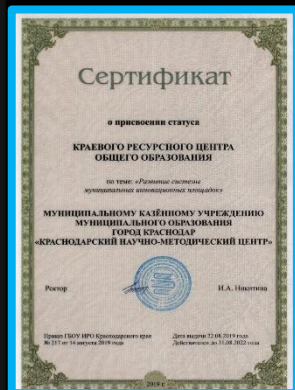 Сертификат
о присвоении статуса
КРАЕВОГО РЕСУРСНОГО ЦЕНТРА
ОБЩЕГО ОБРАЗОВАНИЯ
по теме: «Развитие системы
муниципальных инновационных площадок»
МУНИЦИПАЛЬНОМУ КАЗЁННОМУ УЧРЕЖДЕНИЮ
МУНИЦИПАЛЬНОГО ОБРАЗОВАНИЯ
ГОРОД КРАСНОДАР
«КРАСНОДАРСКИЙ НАУЧНО-МЕТОДИЧЕСКИЙ ЦЕНТР»
Ректор И.А. Никитина
Приказ ГБОУ ИРО Краснодарского края
№ 217 от 14 августа 2019 года
Дата выдачи 22.08.2019 года
Действителен до 31.08.2022 года
2019 г.